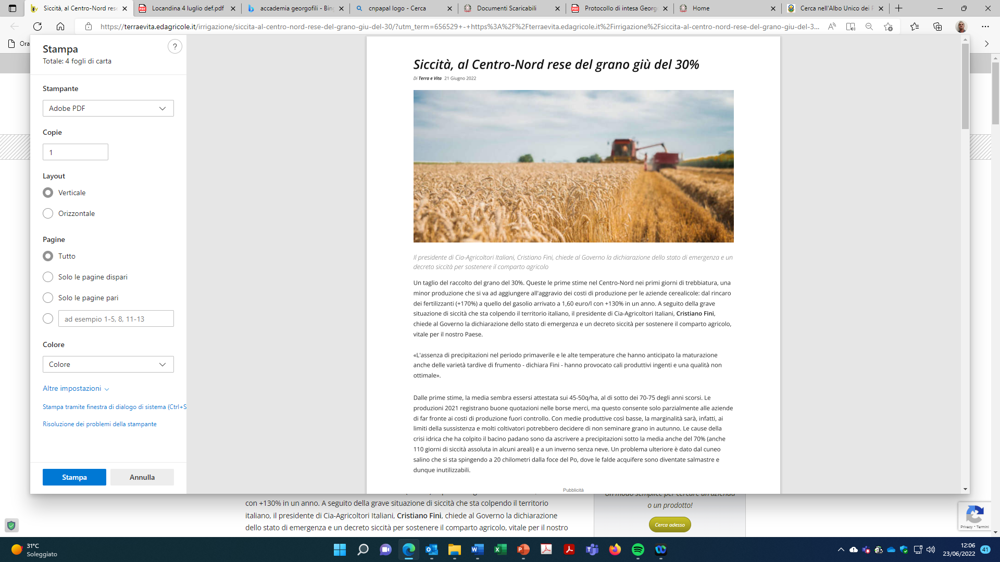 Siccità, al Centro-Nord rese
Locandina 4 luglio def.pdf
accademia georgofili - Bing
cnpapal logo - Cerca
Documenti Scaricabili
Protocollo di intesa Georg
Home
Cerca nell'Albo Unico dei
https://terraevita.edagricole.it/irrigazione/siccita-al-centro-nord-rese-del-grano-giu-del-30/?utm_term=656529+-+https%3A%2F%2Fterraevita.edagricole.it%2Firrigazione%2Fsiccita-al-centro-nord-rese-del-grano-giu-del-3...
Ora
Stampa
?
Totale: 4 fogli di carta
Stampante
Adobe PDF
Copie
1
Layout
Verticale
Orizzontale
Pagine
Tutto
Solo le pagine dispari
Solo le pagine pari
ad esempio 1-5, 8, 11-13
Colore
Colore
Altre impostazioni
Stampa tramite finestra di dialogo di sistema (Ctrl+S
Risoluzione dei problemi della stampante
Stampa
Annulla
Siccità, al Centro-Nord rese del grano giù del 30%
Di Terra e Vita 21 Giugno 2022
Il presidente di Cia-Agricoltori Italiani, Cristiano Fini, chiede al Governo la dichiarazione dello stato di emergenza e un
decreto siccità per sostenere il comparto agricolo
Un taglio del raccolto del grano del 30%. Queste le prime stime nel Centro-Nord nei primi giorni di trebbiatura, una
minor produzione che si va ad aggiungere all'aggravio dei costi di produzione per le aziende cerealicole: dal rincaro
dei fertilizzanti (+170%) a quello del gasolio arrivato a 1,60 euro/l con +130% in un anno. A seguito della grave
situazione di siccità che sta colpendo il territorio italiano, il presidente di Cia-Agricoltori Italiani, Cristiano Fini,
chiede al Governo la dichiarazione dello stato di emergenza e un decreto siccità per sostenere il comparto agricolo,
vitale per il nostro Paese.
«L'assenza di precipitazioni nel periodo primaverile e le alte temperature che hanno anticipato la maturazione
anche delle varietà tardive di frumento - dichiara Fini - hanno provocato cali produttivi ingenti e una qualità non
ottimale».
Dalle prime stime, la media sembra essersi attestata sui 45-50q/ha, al di sotto dei 70-75 degli anni scorsi. Le
produzioni 2021 registrano buone quotazioni nelle borse merci, ma questo consente solo parzialmente alle aziende
di far fronte ai costi di produzione fuori controllo. Con medie produttive così basse, la marginalità sarà, infatti, ai
limiti della sussistenza e molti coltivatori potrebbero decidere di non seminare grano in autunno. Le cause della
crisi idrica che ha colpito il bacino padano sono da ascrivere a precipitazioni sotto la media anche del 70% (anche
110 giorni di siccità assoluta in alcuni areali) e a un inverno senza neve. Un problema ulteriore è dato dal cuneo
salino che si sta spingendo a 20 chilometri dalla foce del Po, dove le falde acquifere sono diventate salmastre e
dunque inutilizzabili.
Pubblicità
con +130% in un anno. A seguito della grave situazione di siccità che sta colpendo il territorio
italiano, il presidente di Cia-Agricoltori Italiani, Cristiano Fini, chiede al Governo la dichiarazione
dello stato di emergenza e un decreto siccità per sostenere il comparto agricolo, vitale per il nostro
Un modo semplice per cercare un'azienda
o un prodotto!
Cerca adesso
Privacy - Termini
31°C
Soleggiato
12:06
23/06/2022
41